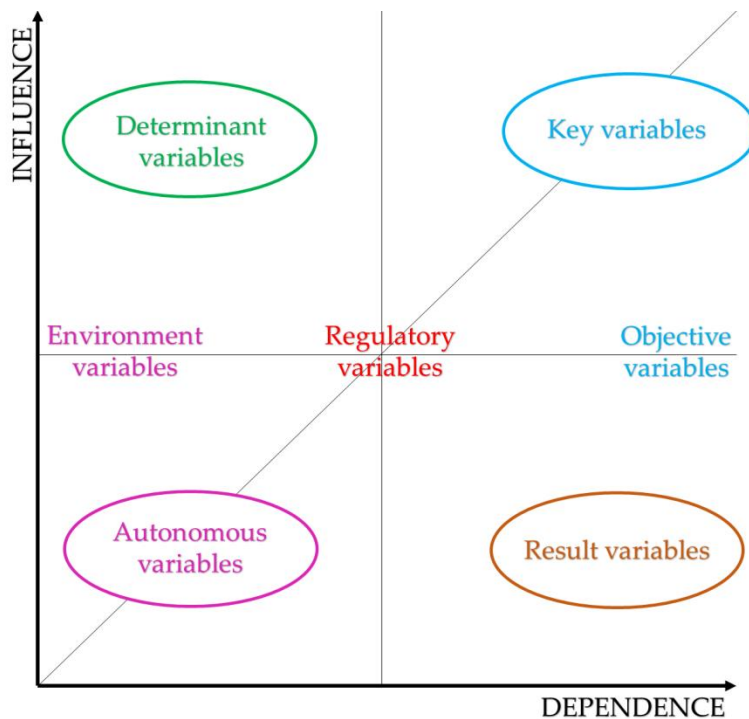 INFLUENCE
Determinant
variables
Key variables
Environment
variables
Regulatory
variables
Objective
variables
Autonomous
variables
Result variables
DEPENDENCE